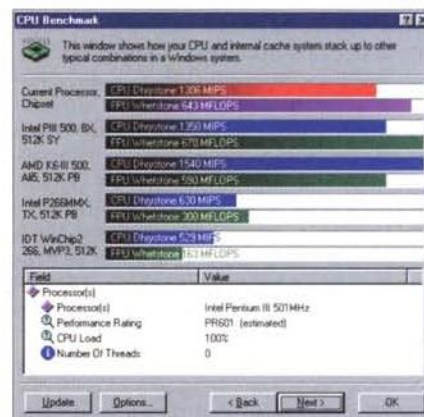 CPU Benchmark
This window shows how your CPU and internal cache system stack up to other
typical combinations in a Windows system.
Current Processor,
Chipset
CPU Dhrystone 1306 MIPS
FPU Whetstone 643 MFLOPS
Intel PIII 500, BX,
512K SY
CPU Dhrystone 1350 MIPS
FPU Whetstone 670 MFLOPS
AMD K6-III 500,
Ali5, 512K PB
CPU Dhrystone 1540 MIPS
FPU Whetstone 590 MFLOPS
Intel P266MMX,
TX, 512K PB
CPU Dhrystone 630 MIPS
FPU Whetstone 300 MFLOPS
IDT WinChip2
266, MVP3, 512K
CPU Dhrystone 529 MIPS
FPU Whetstone 163 MFLOPS
Field Value
Processor(s)
Processor(s) Intel Pentium III 501MHz
Performance Rating PR601 (estimated)
CPU Load 100%
Number Of Threads 0
Update Options... < Back Next > OK